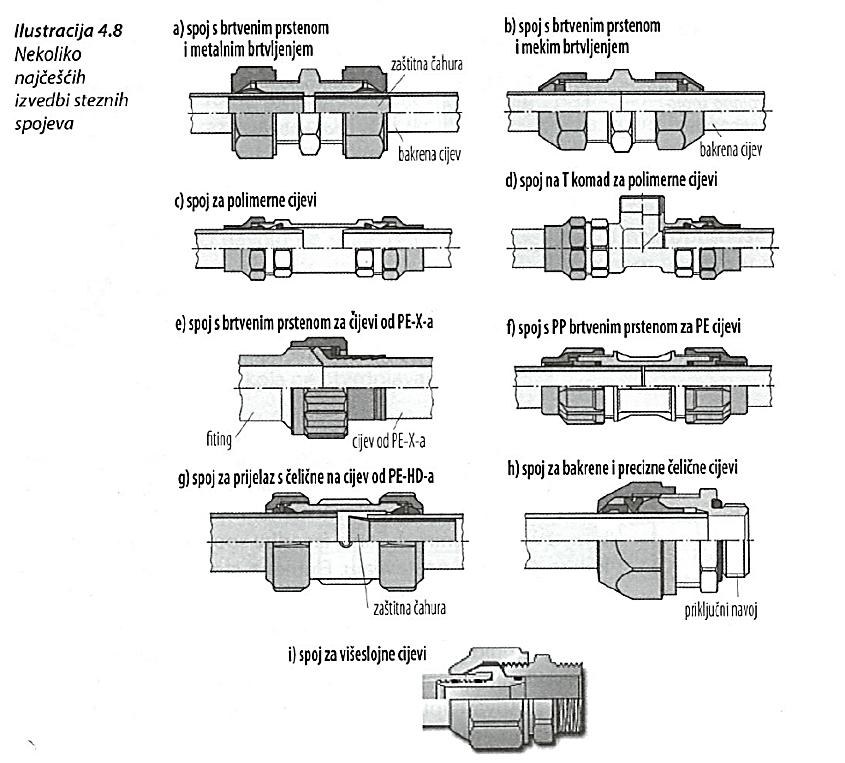 Ilustracija 4.8
Nekoliko
najčešćih
izvedbi steznih
spojeva
a) spoj s brtvenim prstenom
i metalnim brtvljenjem
zaštitna čahura
bakrena cijev
b) spoj s brtvenim prstenom
i mekim brtvljenjem
bakrena cijev
c) spoj za polimerne cijevi
d) spoj na T komad za polimerne cijevi
e) spoj s brtvenim prstenom za cijevi od PE-X-a
fiting
cijev od PE-X-a
f) spoj s PP brtvenim prstenom za PE cijevi
g) spoj za prijelaz s čelične na cijev od PE-HD-a
zaštitna čahura
h) spoj za bakrene i precizne čelične cijevi
priključni navoj
i) spoj za višeslojne cijevi